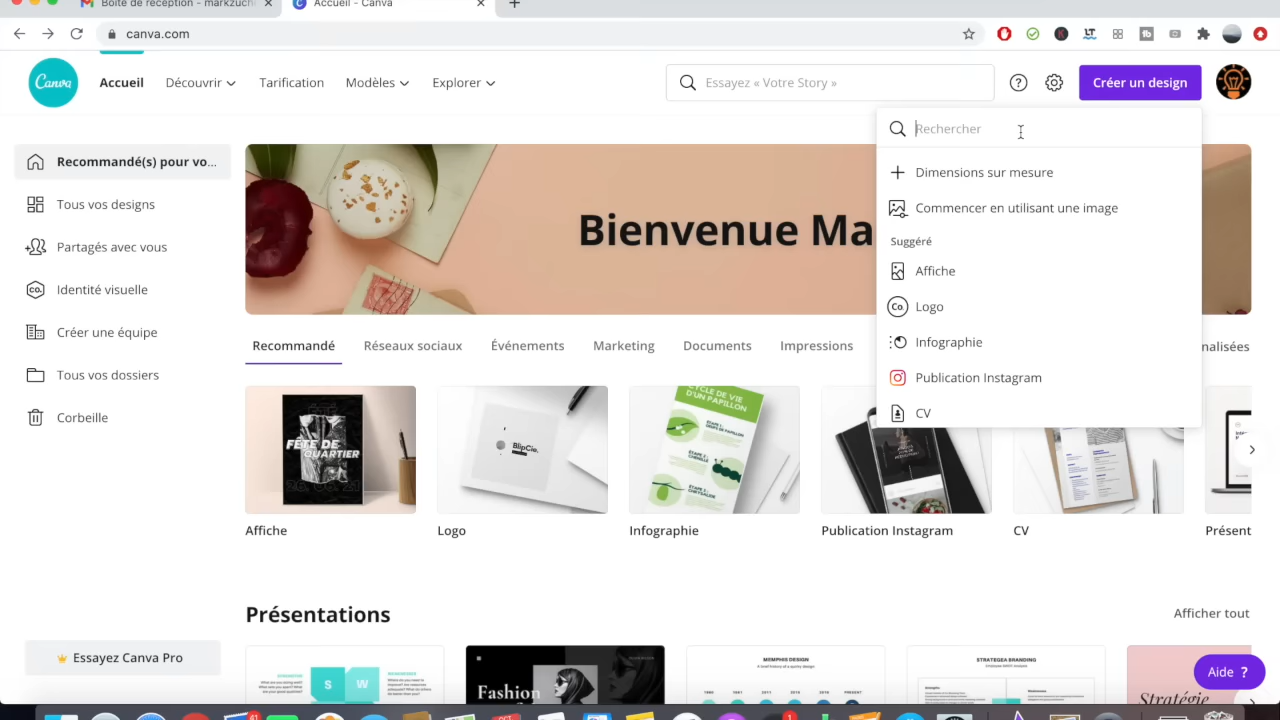 Boîte de réception - markzuch
Accueil - Canva
canva.com
Canva
Accueil
Découvrir
Tarification
Modèles
Explorer
Essayez « Votre Story »
Créer un design
Rechercher
Dimensions sur mesure
Commencer en utilisant une image
Suggéré
Affiche
Logo
Infographie
Publication Instagram
CV
Recommandé(s) pour vo...
Tous vos designs
Partagés avec vous
Identité visuelle
Créer une équipe
Tous vos dossiers
Corbeille
Essayez Canva Pro
Bienvenue Ma
Recommandé
Réseaux sociaux
Événements
Marketing
Documents
Impressions
nalisées
FÊTE DE
QUARTIER
BlipCie.
CYCLE DE VIE
D'UN PAPILLON
Affiche
Logo
Infographie
Publication Instagram
CV
Présent
Présentations
Afficher tout
S W
Fashion
MEMPHIS DESIGN
STRATEGEA BRANDING
Stratégie
Aide ?